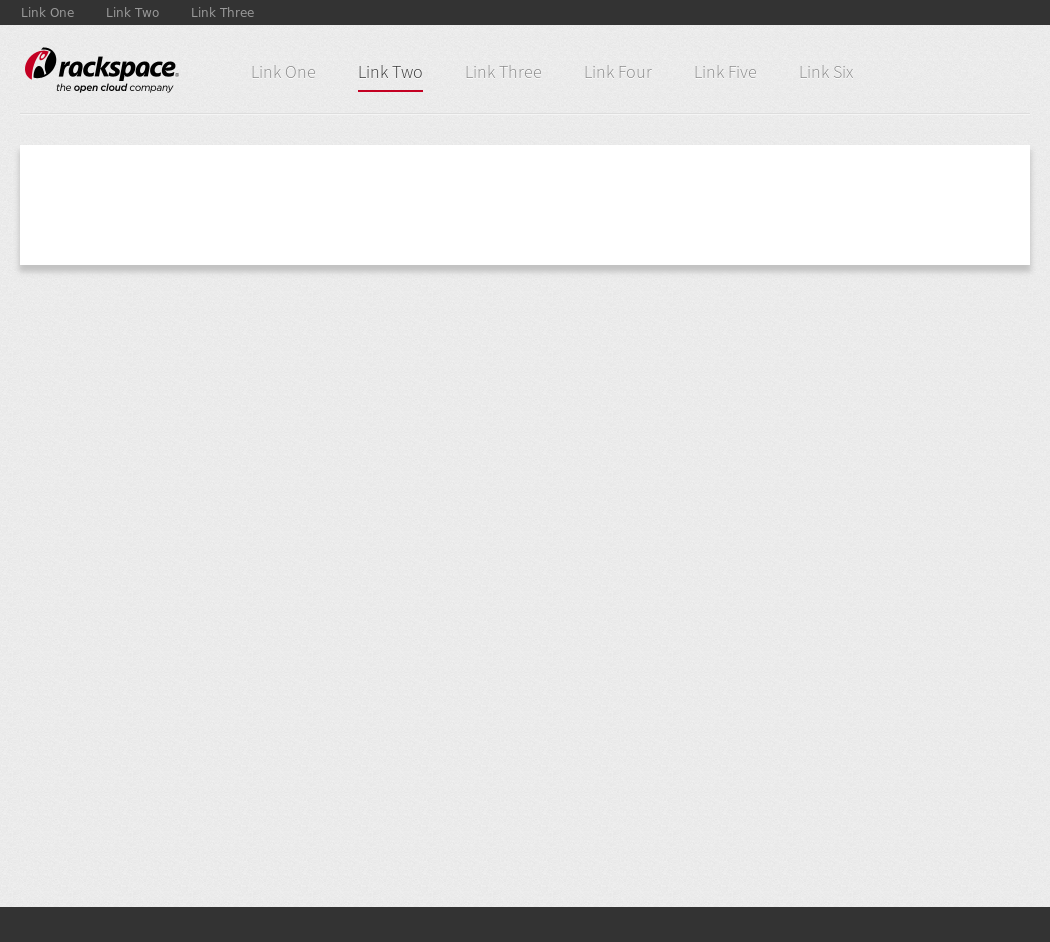 Link One Link Two Link Three
rackspace®
the open cloud company
Link One Link Two Link Three Link Four Link Five Link Six